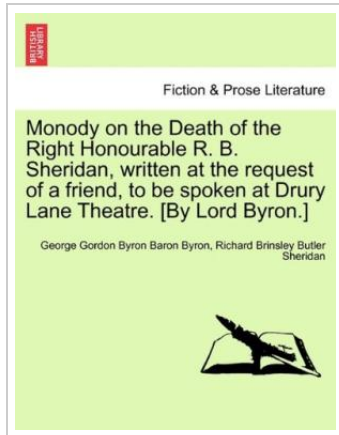 BRITISH
LIBRARY
Fiction & Prose Literature
Monody on the Death of the
Right Honourable R. B.
Sheridan, written at the request
of a friend, to be spoken at Drury
Lane Theatre. [By Lord Byron.]
George Gordon Byron Baron Byron, Richard Brinsley Butler
Sheridan